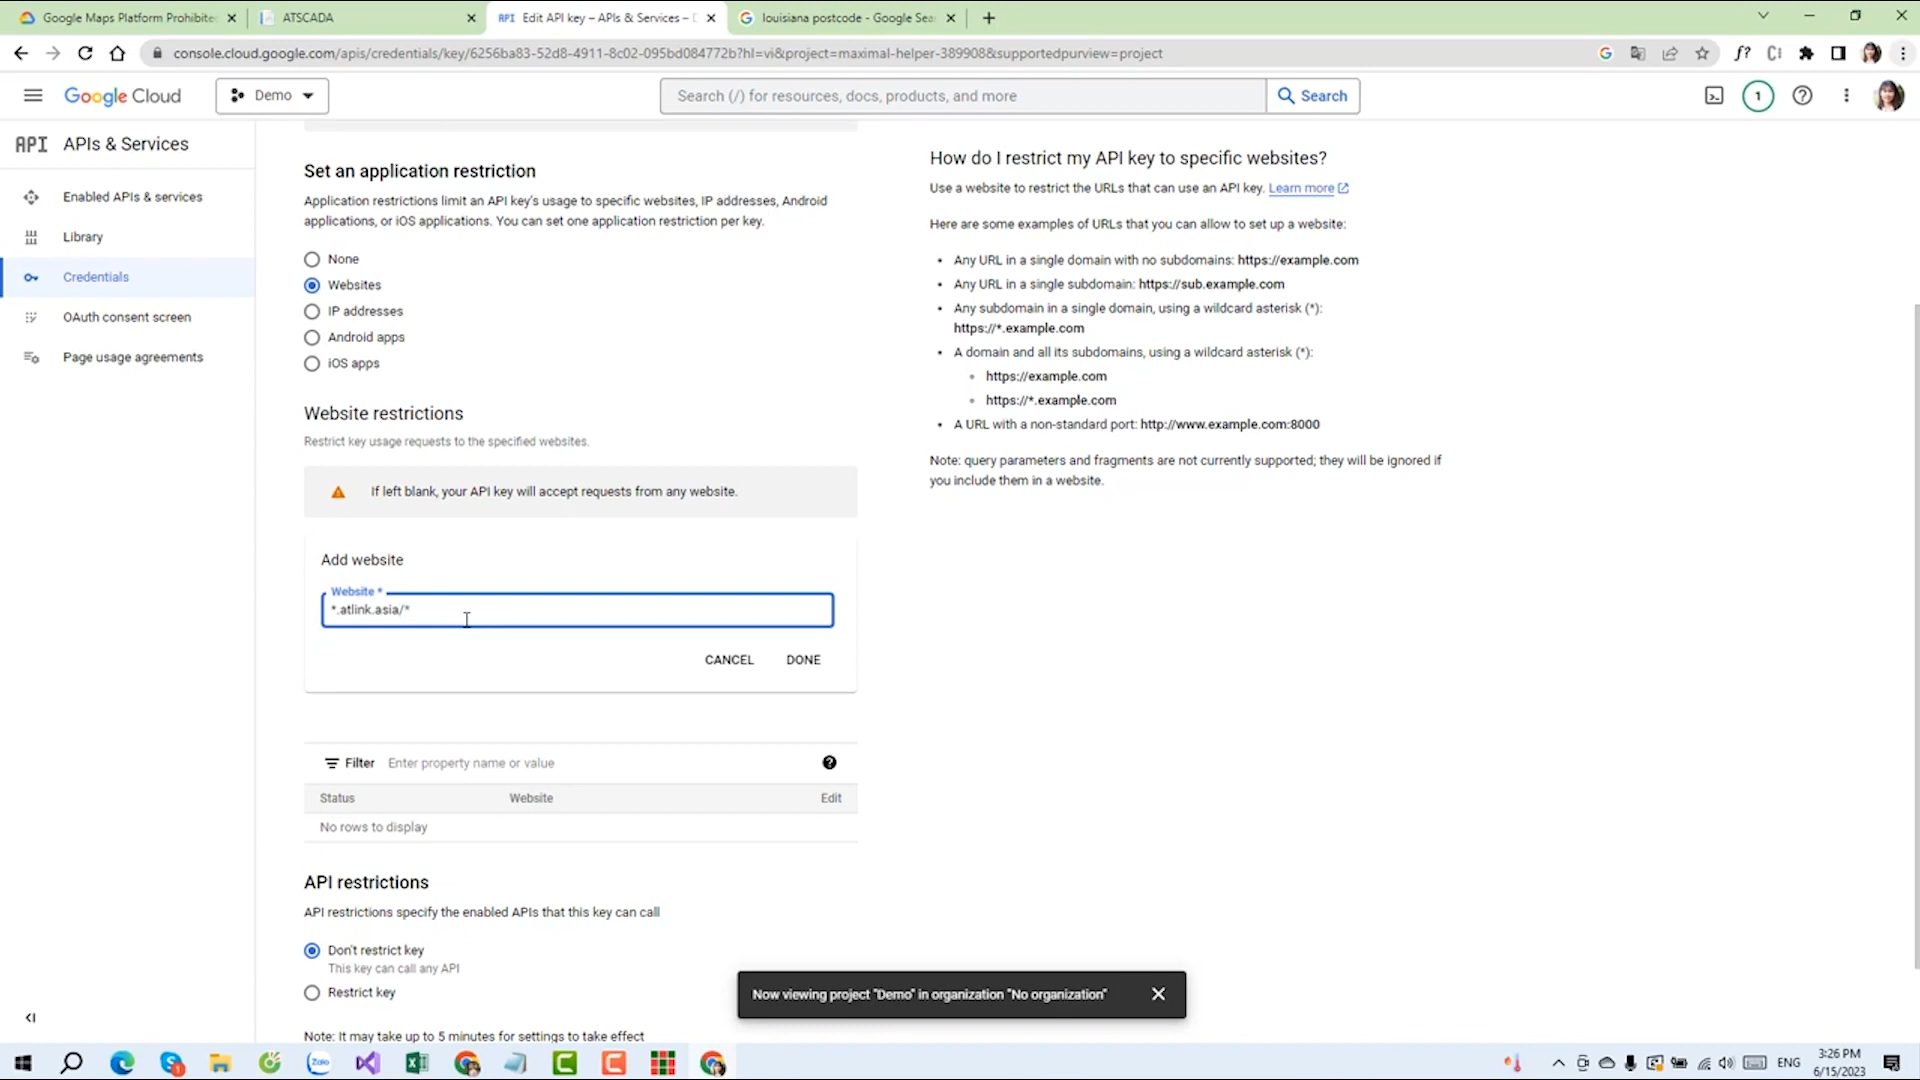 Google Maps Platform Prohibite
ATSCADA
API Edit API key – APIs & Services –
louisiana postcode - Google Sea
console.cloud.google.com/apis/credentials/key/6256ba83-52d8-4911-8c02-095bd084772b?hl=vi&project=maximal-helper-389908&supportedpurview=project
Google Cloud
Demo
Search (/) for resources, docs, products, and more
Search
1
API APIs & Services
Enabled APIs & services
Library
Credentials
OAuth consent screen
Page usage agreements
Set an application restriction
Application restrictions limit an API key's usage to specific websites, IP addresses, Android
applications, or iOS applications. You can set one application restriction per key.
None
Websites
IP addresses
Android apps
iOS apps
Website restrictions
Restrict key usage requests to the specified websites.
If left blank, your API key will accept requests from any website.
Add website
Website *
*.atlink.asia/*
CANCEL
DONE
Filter
Enter property name or value
Status
Website
Edit
No rows to display
API restrictions
API restrictions specify the enabled APIs that this key can call
Don't restrict key
This key can call any API
Restrict key
Note: It may take up to 5 minutes for settings to take effect
How do I restrict my API key to specific websites?
Use a website to restrict the URLs that can use an API key. Learn more
Here are some examples of URLs that you can allow to set up a website:
• Any URL in a single domain with no subdomains: https://example.com
• Any URL in a single subdomain: https://sub.example.com
• Any subdomain in a single domain, using a wildcard asterisk (*):
https://*.example.com
• A domain and all its subdomains, using a wildcard asterisk (*):
https://example.com
https://*.example.com
• A URL with a non-standard port: http://www.example.com:8000
Note: query parameters and fragments are not currently supported; they will be ignored if
you include them in a website.
Now viewing project "Demo" in organization "No organization"
Zalo
ENG
3:26 PM
6/15/2023